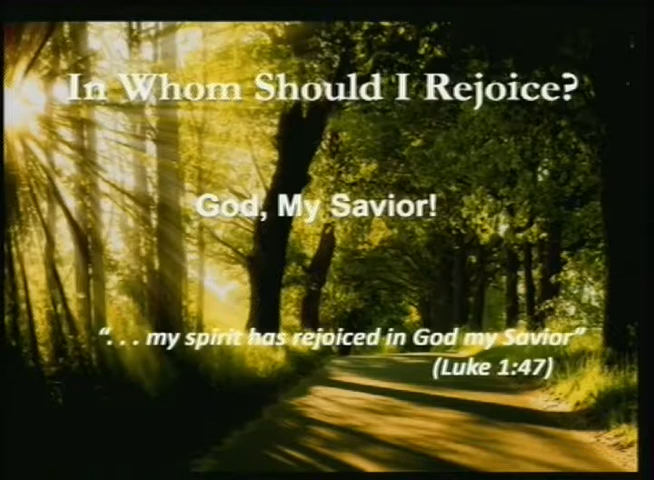 In Whom Should I Rejoice?
God, My Savior!
“. . . my spirit has rejoiced in God my Savior”
(Luke 1:47)